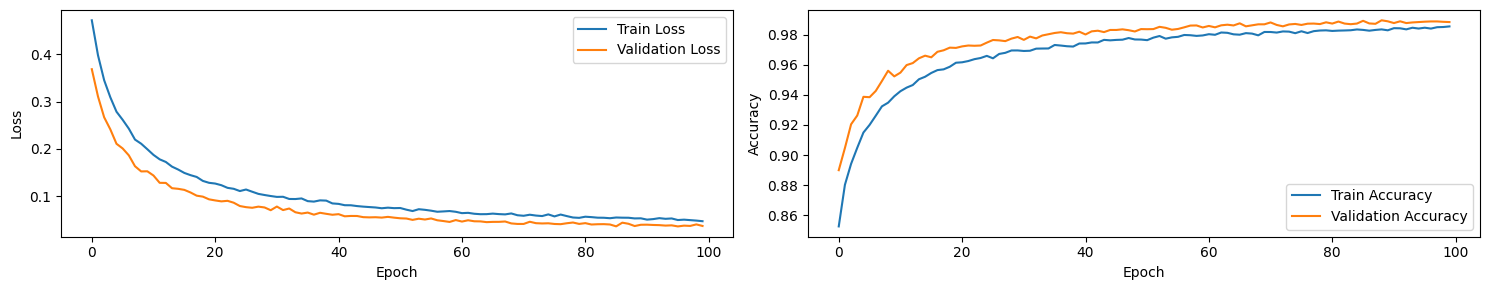 0.4
0.3
0.2
0.1
Loss
0
20
40
60
80
100
Epoch
Train Loss
Validation Loss
0.98
0.96
0.94
0.92
0.90
0.88
0.86
Accuracy
0
20
40
60
80
100
Epoch
Train Accuracy
Validation Accuracy